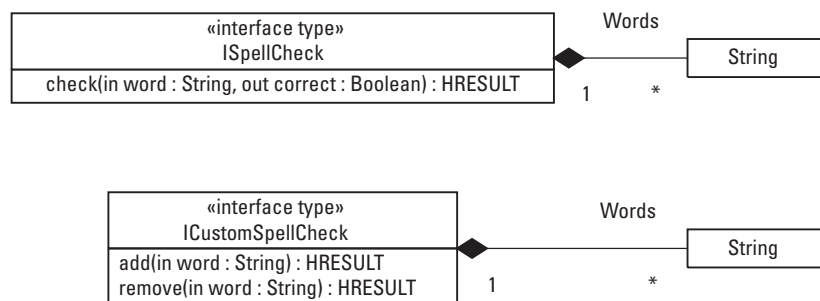 «interface type»
ISpellCheck
check(in word : String, out correct : Boolean) : HRESULT
Words
String
1
*
«interface type»
ICustomSpellCheck
add(in word : String) : HRESULT
remove(in word : String) : HRESULT
Words
String
1
*